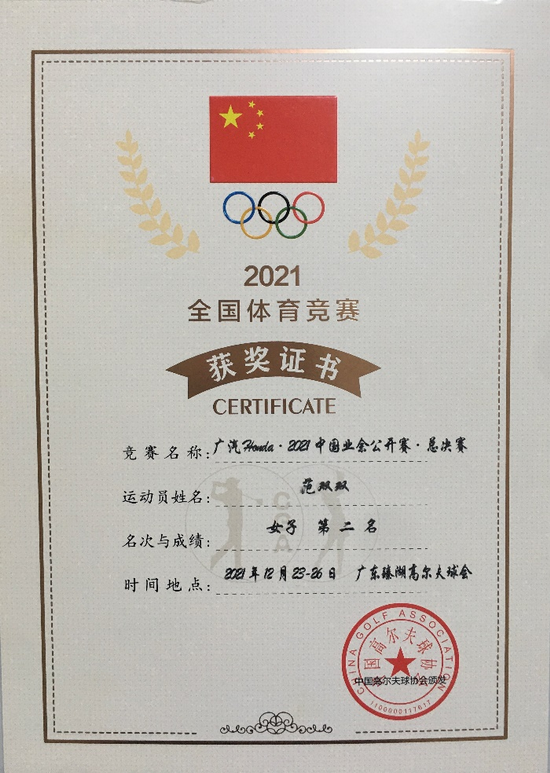 2021
全国体育竞赛
获奖证书
CERTIFICATE
竞赛名称: 广汽Honda·2021中国业余公开赛·总决赛
运动员姓名: 范双双
名次与成绩: 女子 第二名
时间地点: 2021年12月23-26日 广东臻湖高尔夫球会
CGA
CHINA GOLF ASSOCIATION
中国高尔夫球协会
中国高尔夫球协会颁发
1100000117617